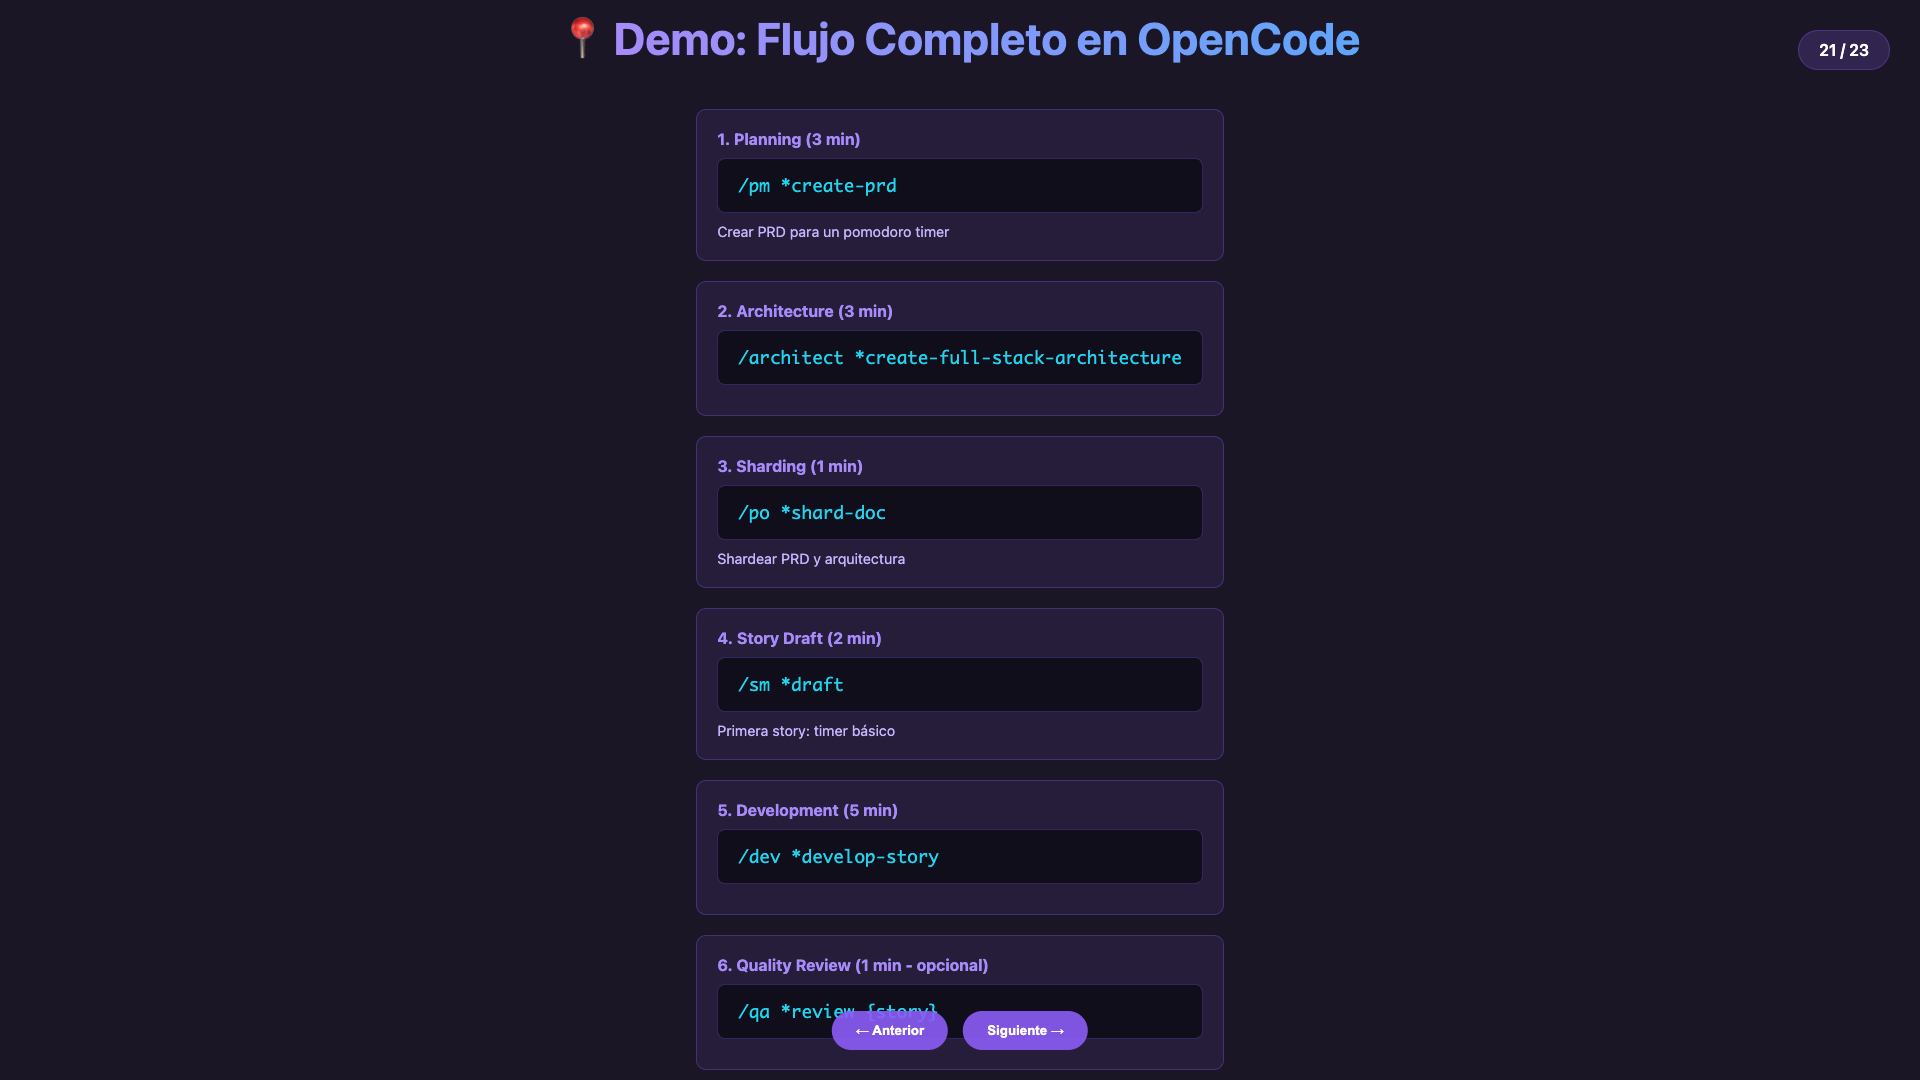 📍 Demo: Flujo Completo en OpenCode
21 / 23
1. Planning (3 min)
/pm *create-prd
Crear PRD para un pomodoro timer
2. Architecture (3 min)
/architect *create-full-stack-architecture
3. Sharding (1 min)
/po *shard-doc
Shardear PRD y arquitectura
4. Story Draft (2 min)
/sm *draft
Primera story: timer básico
5. Development (5 min)
/dev *develop-story
6. Quality Review (1 min - opcional)
/qa *review {story}
← Anterior
Siguiente →